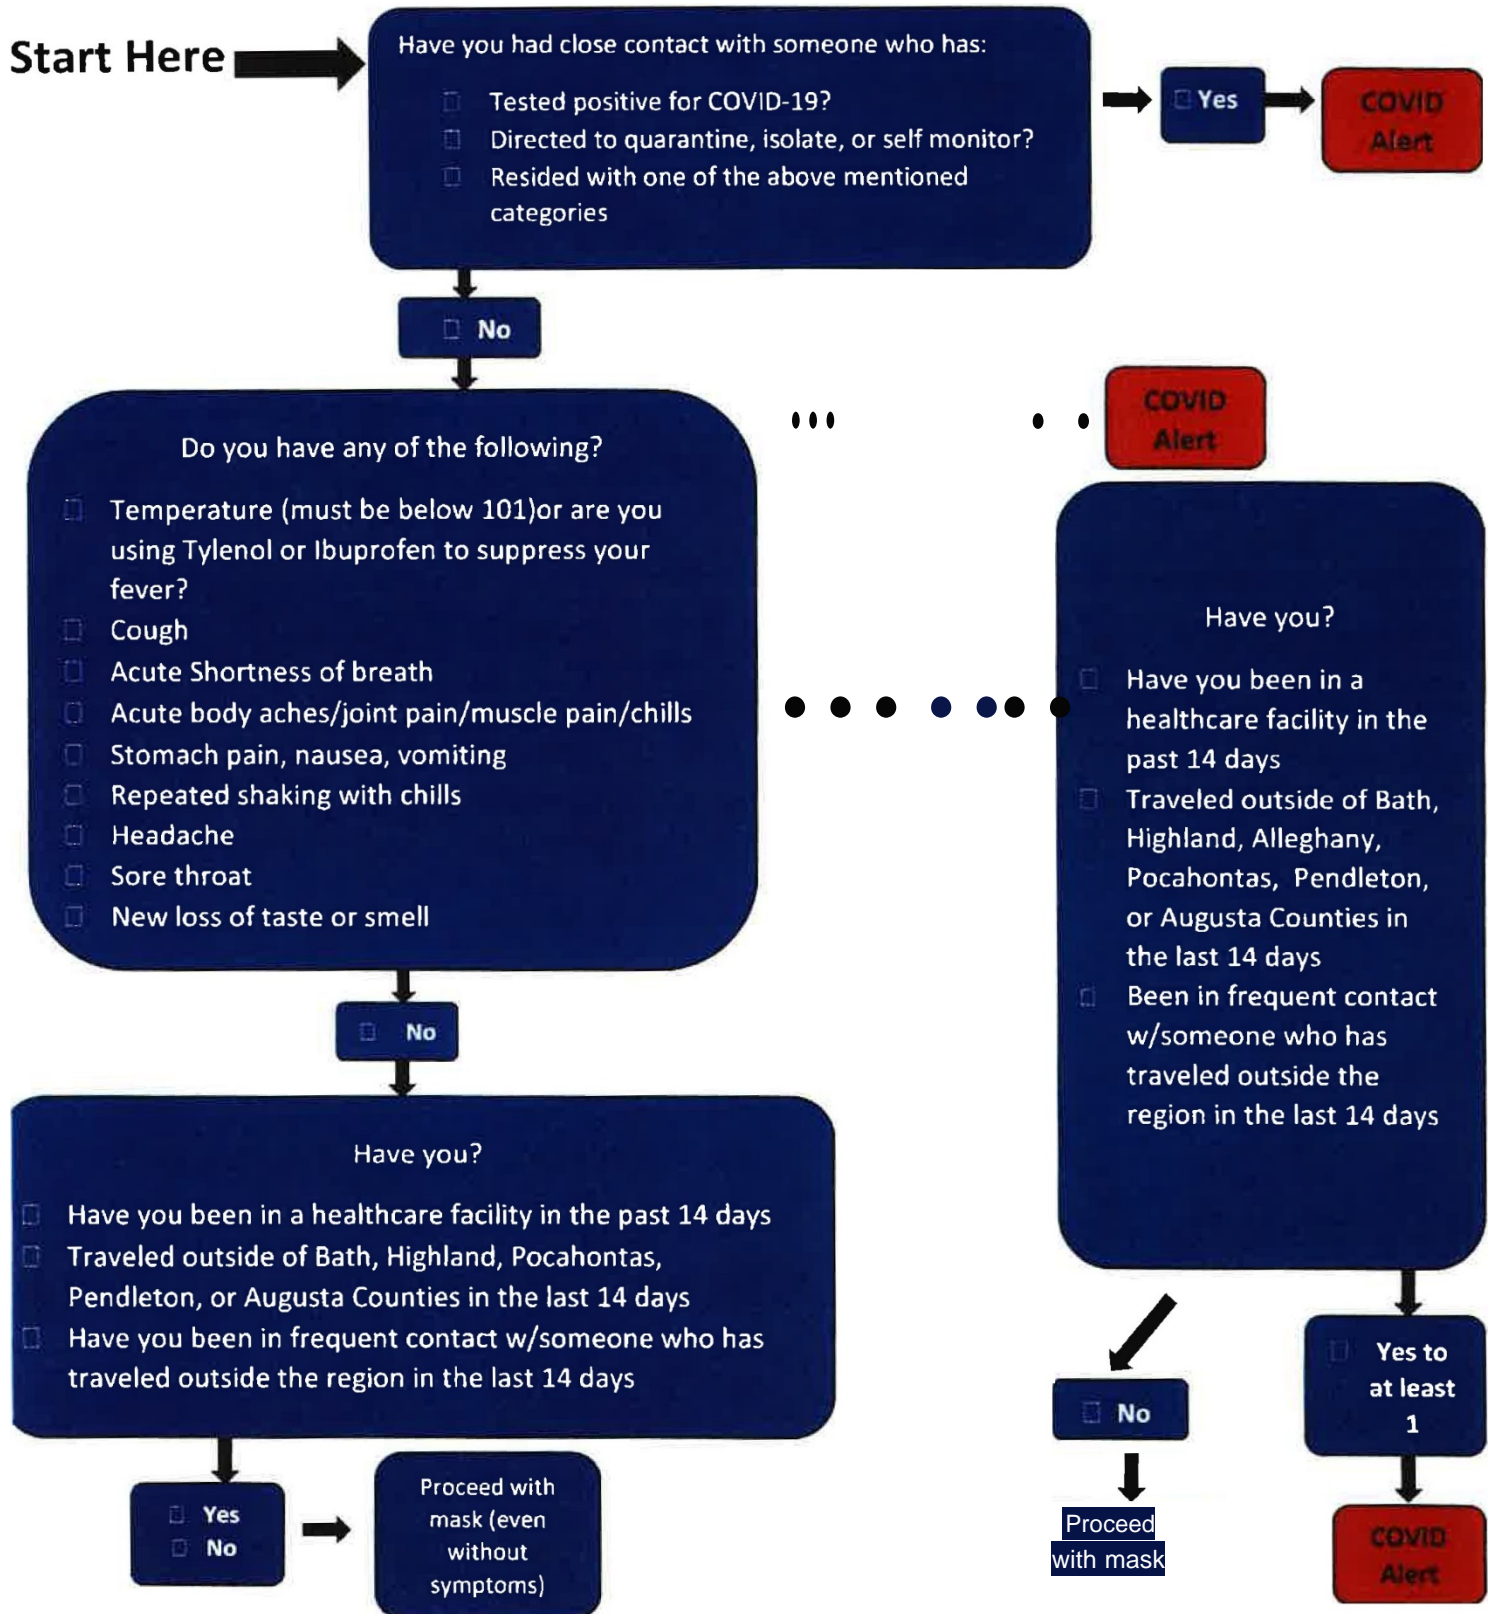 Start Here
Have you had close contact with someone who has:
Tested positive for COVID-19?
Directed to quarantine, isolate, or self monitor?
Resided with one of the above mentioned
categories
Yes
COVID
Alert
No
Do you have any of the following?
Temperature (must be below 101)or are you
using Tylenol or Ibuprofen to suppress your
fever?
Cough
Acute Shortness of breath
Acute body aches/joint pain/muscle pain/chills
Stomach pain, nausea, vomiting
Repeated shaking with chills
Headache
Sore throat
New loss of taste or smell
COVID
Alert
Have you?
Have you been in a
healthcare facility in the
past 14 days
Traveled outside of Bath,
Highland, Alleghany,
Pocahontas, Pendleton,
or Augusta Counties in
the last 14 days
Been in frequent contact
w/someone who has
traveled outside the
region in the last 14 days
No
Have you?
Have you been in a healthcare facility in the past 14 days
Traveled outside of Bath, Highland, Pocahontas,
Pendleton, or Augusta Counties in the last 14 days
Have you been in frequent contact w/someone who has
traveled outside the region in the last 14 days
Yes
No
Proceed with
mask (even
without
symptoms)
No
Proceed
with mask
Yes to
at least
1
COVID
Alert